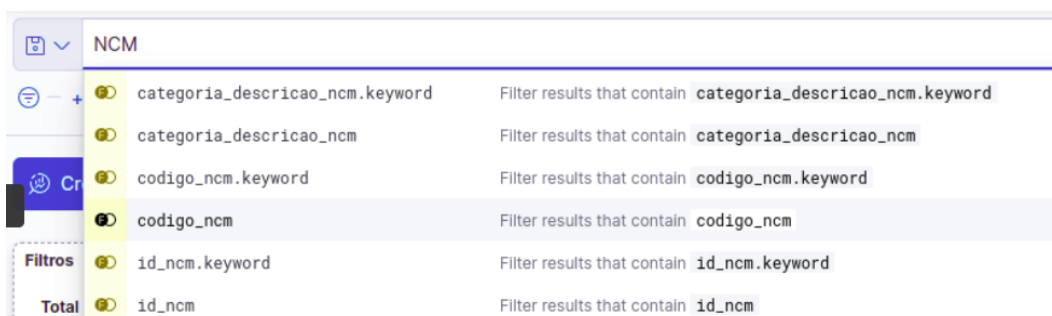 NCM
categoria_descricao_ncm.keyword Filter results that contain categoria_descricao_ncm.keyword
categoria_descricao_ncm Filter results that contain categoria_descricao_ncm
codigo_ncm.keyword Filter results that contain codigo_ncm.keyword
Cr
codigo_ncm Filter results that contain codigo_ncm
Filtros
id_ncm.keyword Filter results that contain id_ncm.keyword
Total
id_ncm Filter results that contain id_ncm